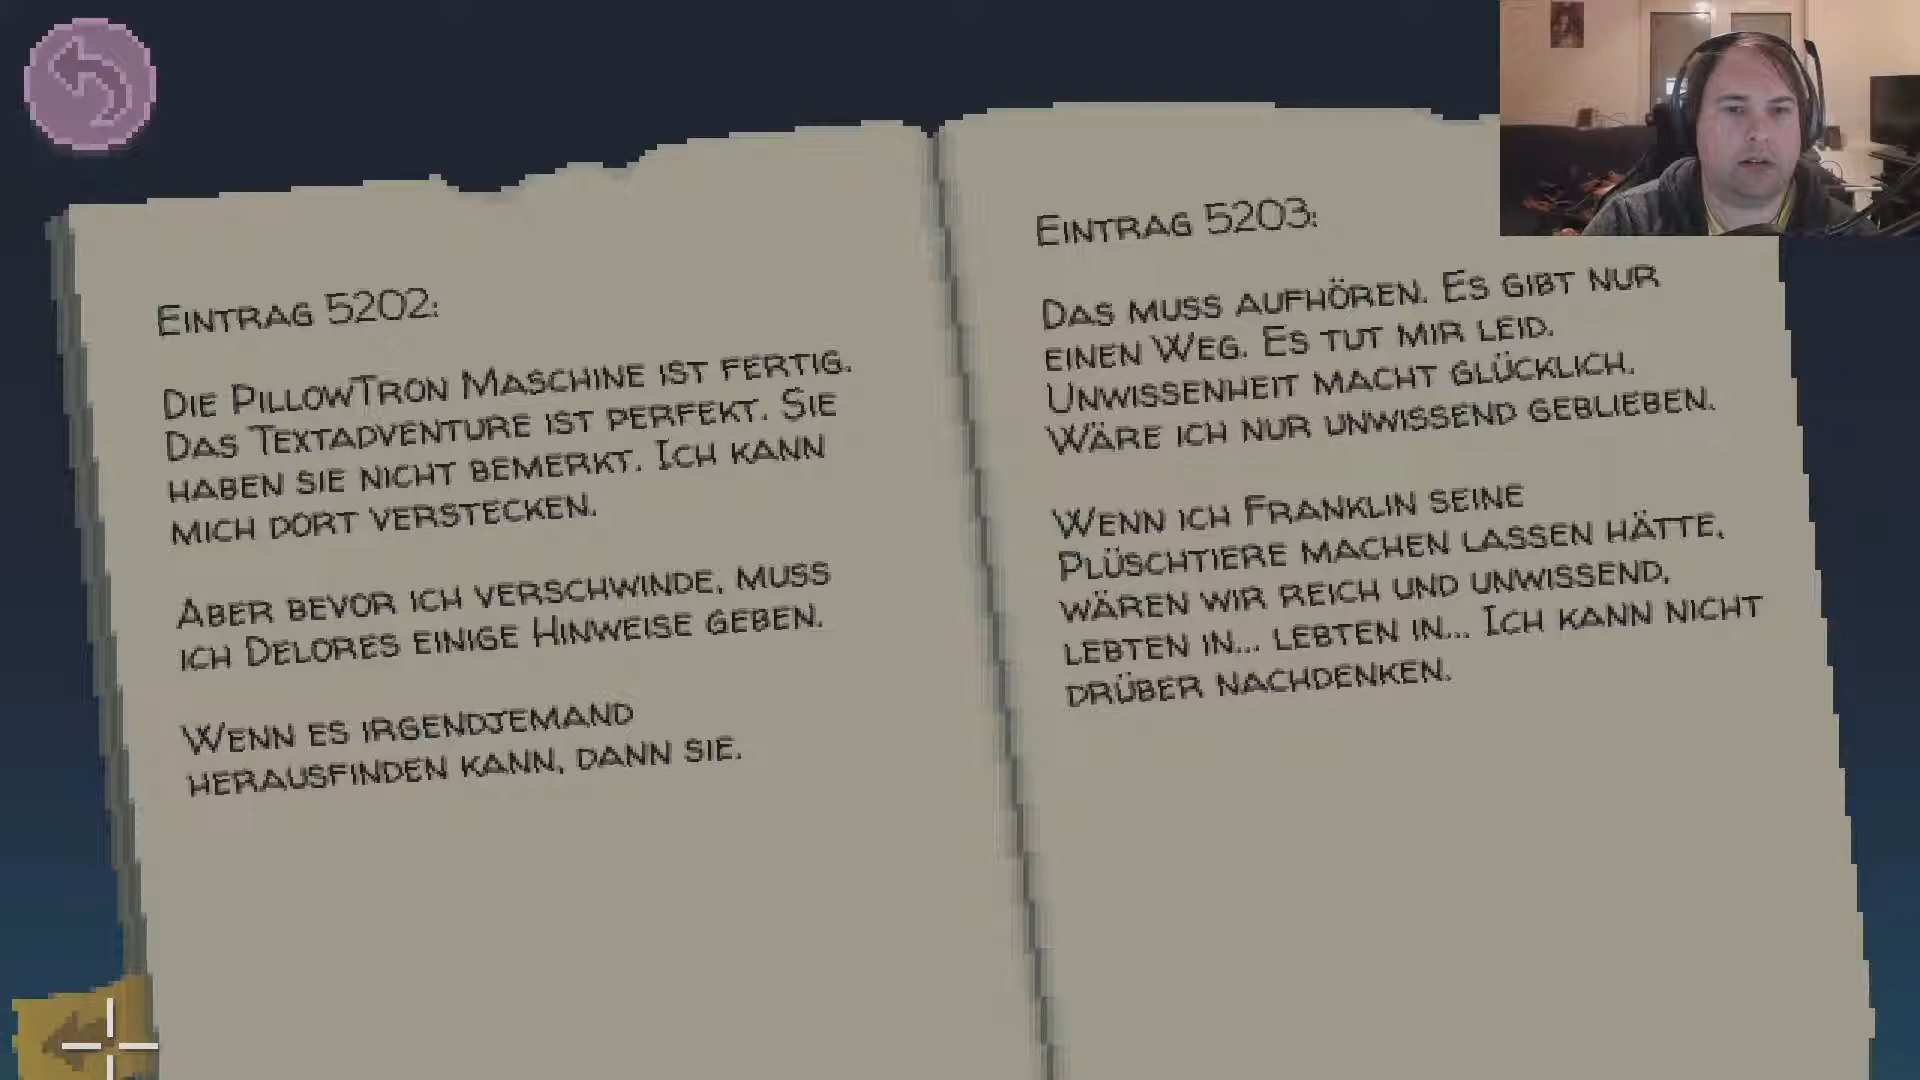 Eintrag 5202:
Die PillowTron Maschine ist fertig.
Das Textadventure ist perfekt. Sie
haben sie nicht bemerkt. Ich kann
mich dort verstecken.
Aber bevor ich verschwinde, muss
ich Delores einige Hinweise geben.
Wenn es irgendjemand
herausfinden kann, dann sie.
Eintrag 5203:
Das muss aufhören. Es gibt nur
einen Weg. Es tut mir leid.
Unwissenheit macht glücklich.
Wäre ich nur unwissend geblieben.
Wenn ich Franklin seine
Plüschtiere machen lassen hätte,
wären wir reich und unwissend,
lebten in... lebten in... Ich kann nicht
drüber nachdenken.